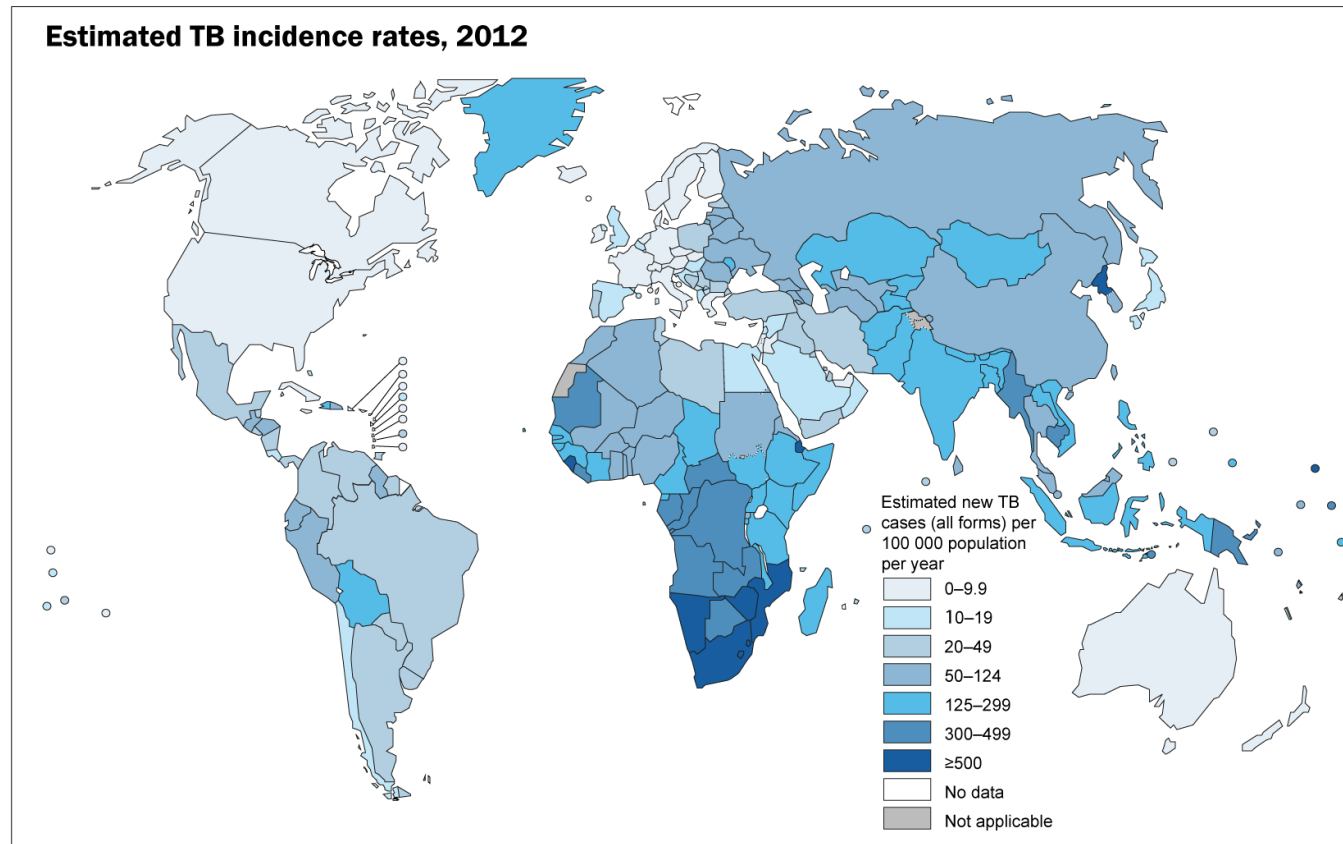 Estimated TB incidence rates, 2012
Estimated new TB
cases (all forms) per
100 000 population
per year
0–9.9
10–19
20–49
50–124
125–299
300–499
≥500
No data
Not applicable